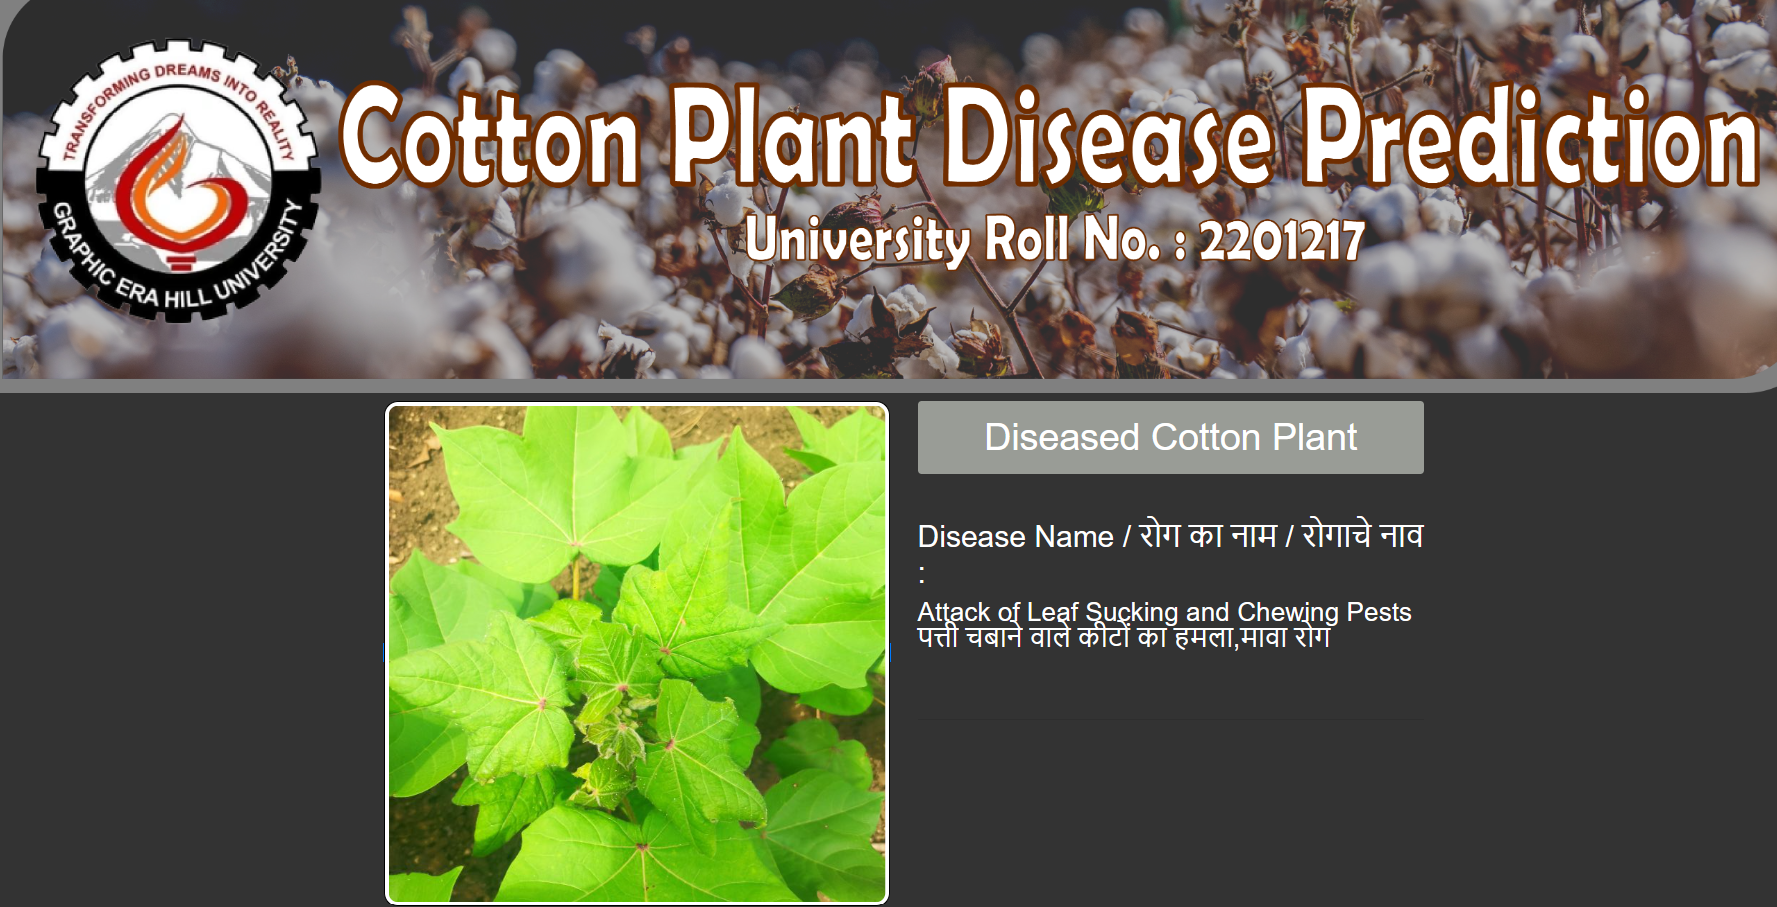 TRANSFORMING DREAMS INTO REALITY
GRAPHIC ERA HILL UNIVERSITY
Cotton Plant Disease Prediction
University Roll No. : 2201217
Diseased Cotton Plant
Disease Name / रोग का नाम / रोगाचे नाव
:
Attack of Leaf Sucking and Chewing Pests
पत्ती चबाने वाले कीटों का हमला,मावा रोग